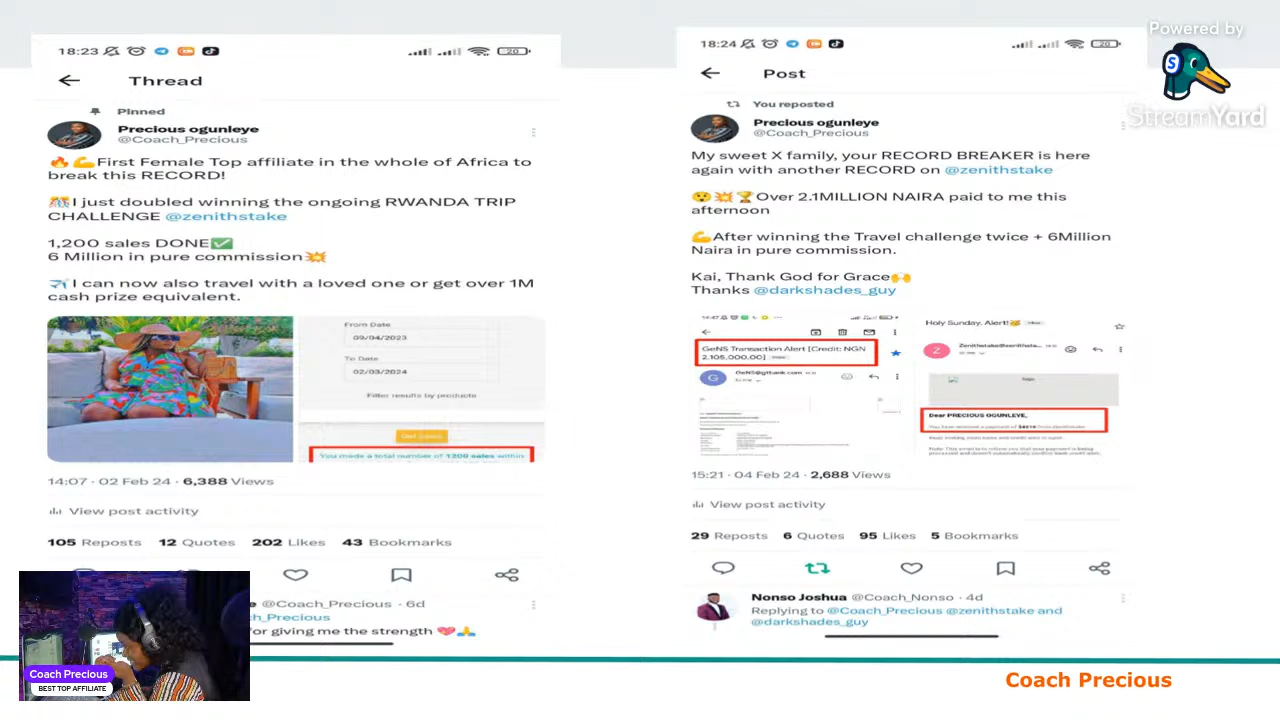 18:23
20
Thread
Pinned
Precious ogunleye
@Coach_Precious
🔥💪First Female Top affiliate in the whole of Africa to
break this RECORD!
🎊I just doubled winning the ongoing RWANDA TRIP
CHALLENGE @zenithstake
1,200 sales DONE✅
6 Million in pure commission💥
✈️I can now also travel with a loved one or get over 1M
cash prize equivalent.
From Date
09/04/2023
To Date
02/03/2024
Filter results by products
Get sales
You made a total number of 1200 sales within
14:07 · 02 Feb 24 · 6,388 Views
View post activity
105 Reposts 12 Quotes 202 Likes 43 Bookmarks
@Coach_Precious · 6d
for giving me the strength 💖🙏
Coach Precious
BEST TOP AFFILIATE
18:24
20
Post
You reposted
Precious ogunleye
@Coach_Precious
My sweet X family, your RECORD BREAKER is here
again with another RECORD on @zenithstake
😲💥🏆Over 2.1MILLION NAIRA paid to me this
afternoon
💪After winning the Travel challenge twice + 6Million
Naira in pure commission.
Kai, Thank God for Grace🙌
Thanks @darkshades_guy
GeNS Transaction Alert [Credit: NGN
2,105,000.00]
G
GeNS@gtbank.com
Holy Sunday, Alert!
Z
Dear PRECIOUS OGUNLEYE,
15:21 · 04 Feb 24 · 2,688 Views
View post activity
29 Reposts 6 Quotes 95 Likes 5 Bookmarks
Nonso Joshua @Coach_Nonso · 4d
Replying to @Coach_Precious @zenithstake and
@darkshades_guy
Powered by
S
StreamYard
Coach Precious